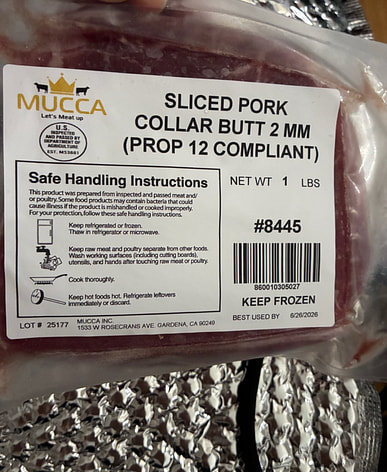 MUCCA
Let's Meat up
U.S.
INSPECTED
AND PASSED BY
DEPARTMENT OF
AGRICULTURE
EST. M53887
SLICED PORK
COLLAR BUTT 2 MM
(PROP 12 COMPLIANT)
Safe Handling Instructions
This product was prepared from inspected and passed meat and/
or poultry. Some food products may contain bacteria that could
cause illness if the product is mishandled or cooked improperly.
For your protection, follow these safe handling instructions.
Keep refrigerated or frozen.
Thaw in refrigerator or microwave.
Keep raw meat and poultry separate from other foods.
Wash working surfaces (including cutting boards),
utensils, and hands after touching raw meat or poultry.
Cook thoroughly.
Keep hot foods hot. Refrigerate leftovers
immediately or discard.
NET WT 1 LBS
#8445
860010305027
KEEP FROZEN
BEST USED BY 6/26/2026
LOT # 25177
MUCCA INC.
1533 W ROSECRANS AVE. GARDENA, CA 90249